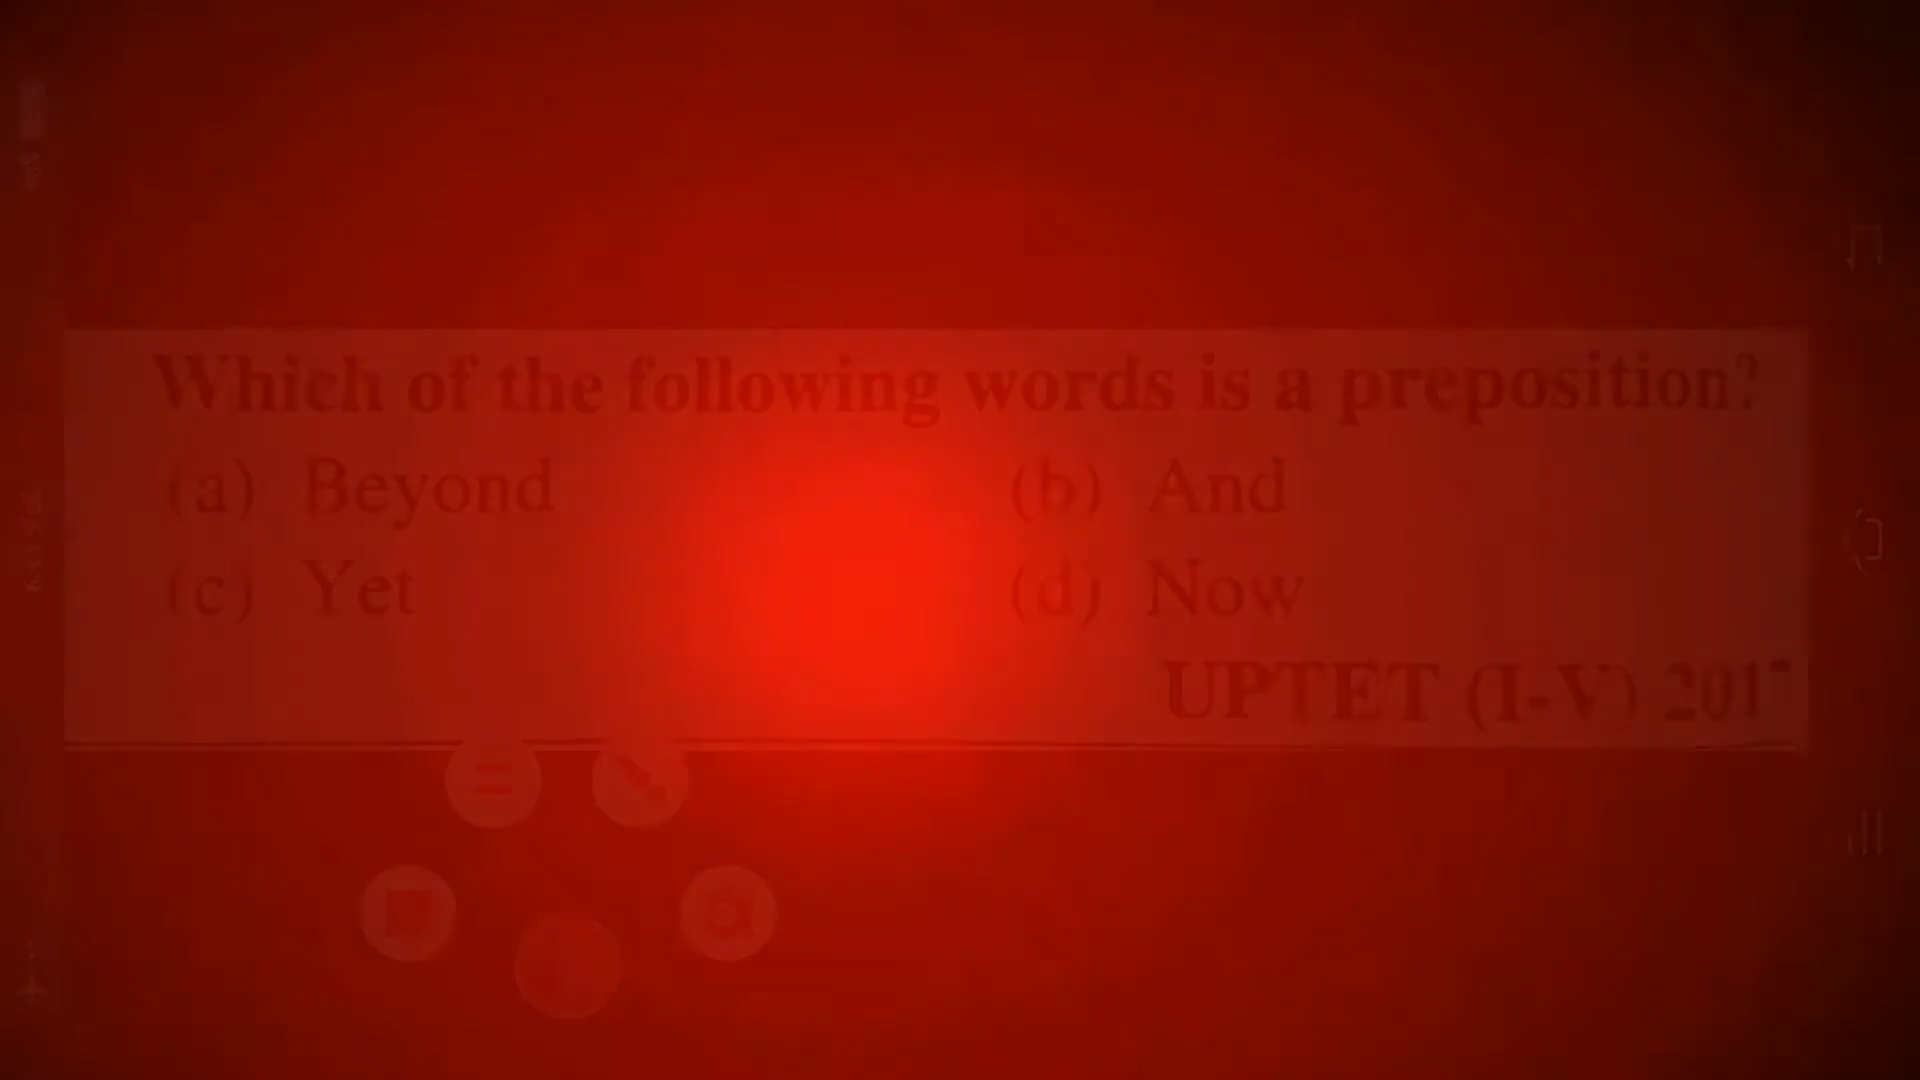 Which of the following words is a preposition?
(a) Beyond (b) And
(c) Yet (d) Now
UPTET (I-V)